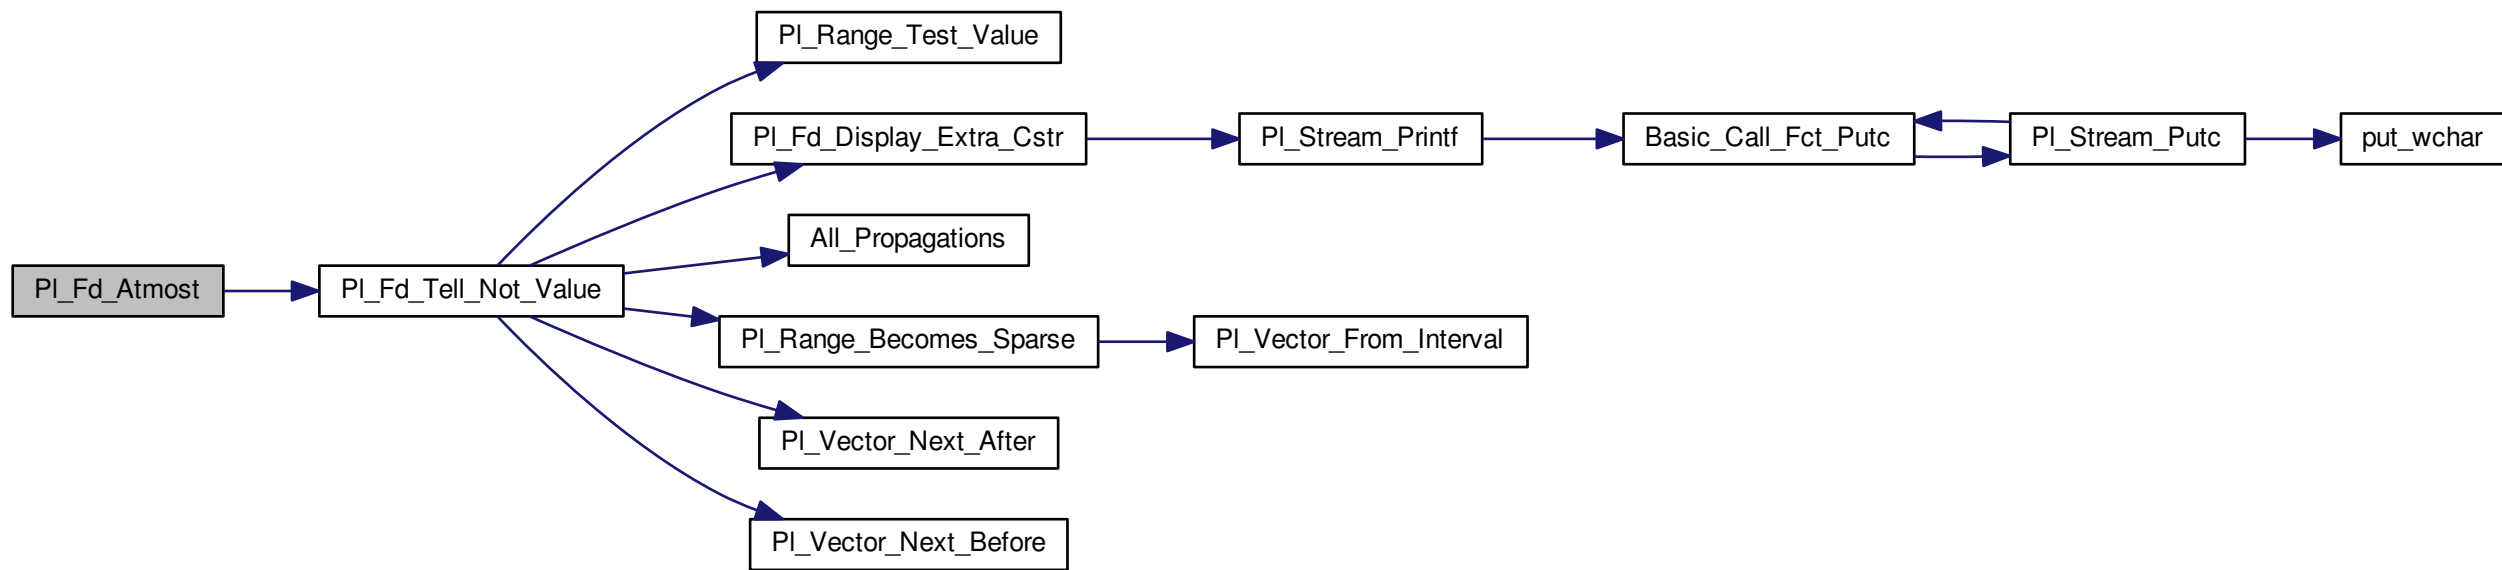 Pl_Range_Test_Value
Pl_Fd_Display_Extra_Cstr
Pl_Stream_Printf
Basic_Call_Fct_Putc
Pl_Stream_Putc
put_wchar
All_Propagations
Pl_Fd_Atmost
Pl_Fd_Tell_Not_Value
Pl_Range_Becomes_Sparse
Pl_Vector_From_Interval
Pl_Vector_Next_After
Pl_Vector_Next_Before